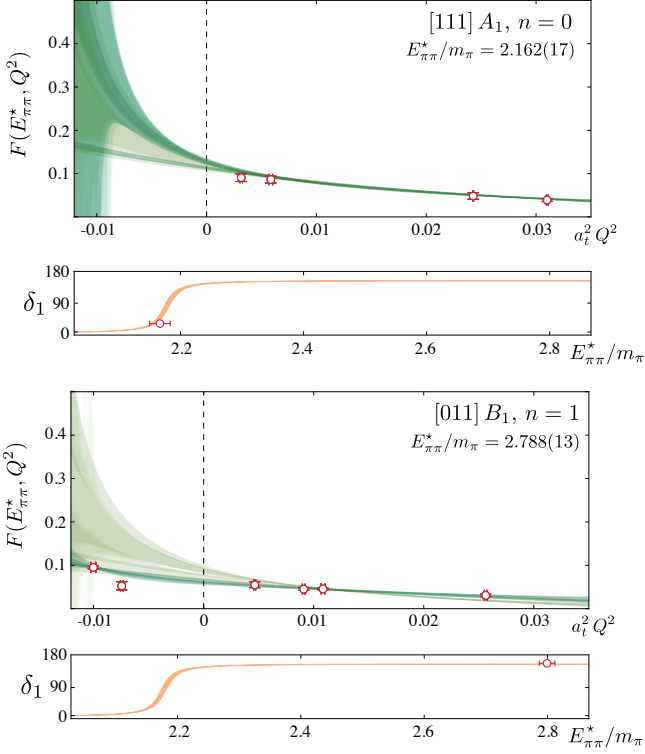 [111] A₁, n = 0
E⋆ππ/mπ = 2.162(17)
F(E⋆ππ, Q²)
0.4
0.3
0.2
0.1
-0.01 0 0.01 0.02 0.03 aₜ² Q²
δ₁
180
90
0
2.2 2.4 2.6 2.8 E⋆ππ/mπ
[011] B₁, n = 1
E⋆ππ/mπ = 2.788(13)
F(E⋆ππ, Q²)
0.4
0.3
0.2
0.1
-0.01 0 0.01 0.02 0.03 aₜ² Q²
δ₁
180
90
0
2.2 2.4 2.6 2.8 E⋆ππ/mπ